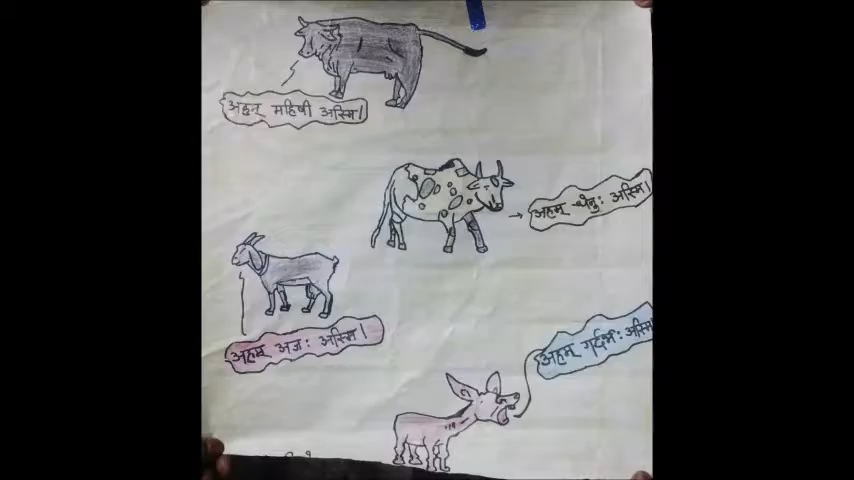 अहम् महिषी अस्मि।
अहम् धेनुः अस्मि।
अहम् अजः अस्मि।
अहम् गर्दभः अस्मि